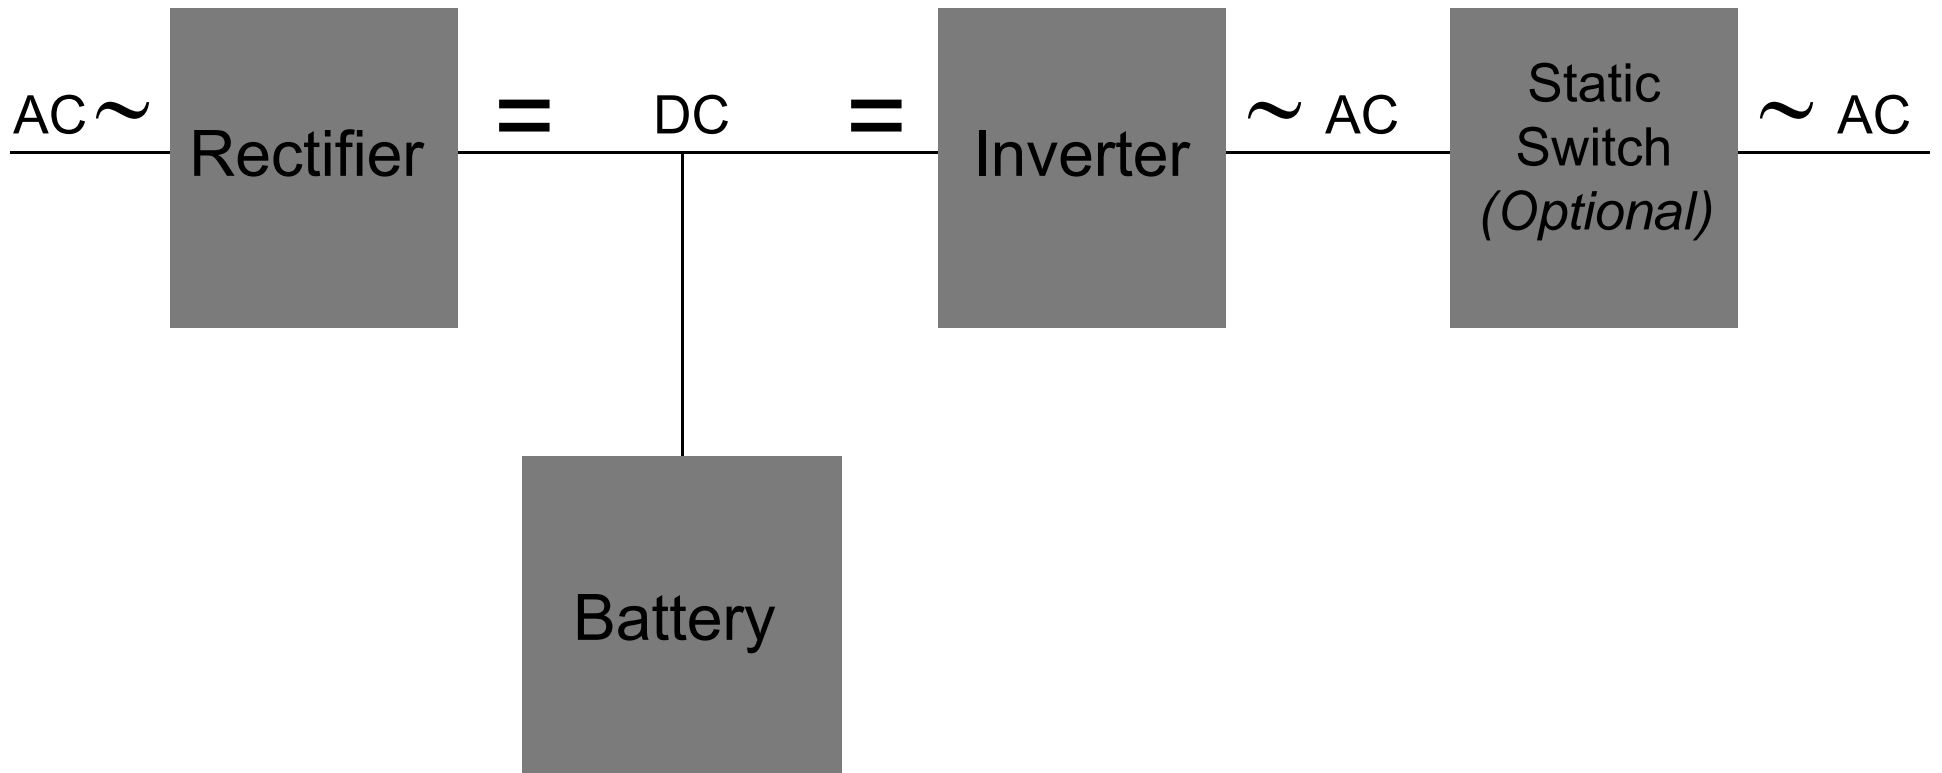 AC ~
Rectifier
=
DC
=
Inverter
~ AC
Static
Switch
(Optional)
~ AC
Battery